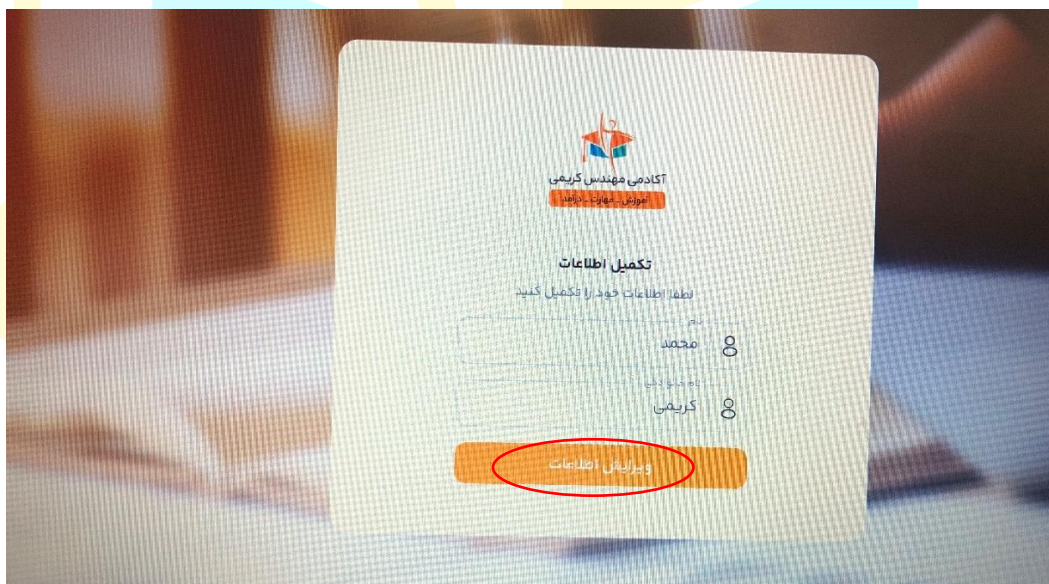 آکادمی مهندس کریمی
آموزش - مهارت - درآمد
تکمیل اطلاعات
لطفا اطلاعات خود را تکمیل کنید
نام
محمد
نام خانوادگی
کریمی
ویرایش اطلاعات